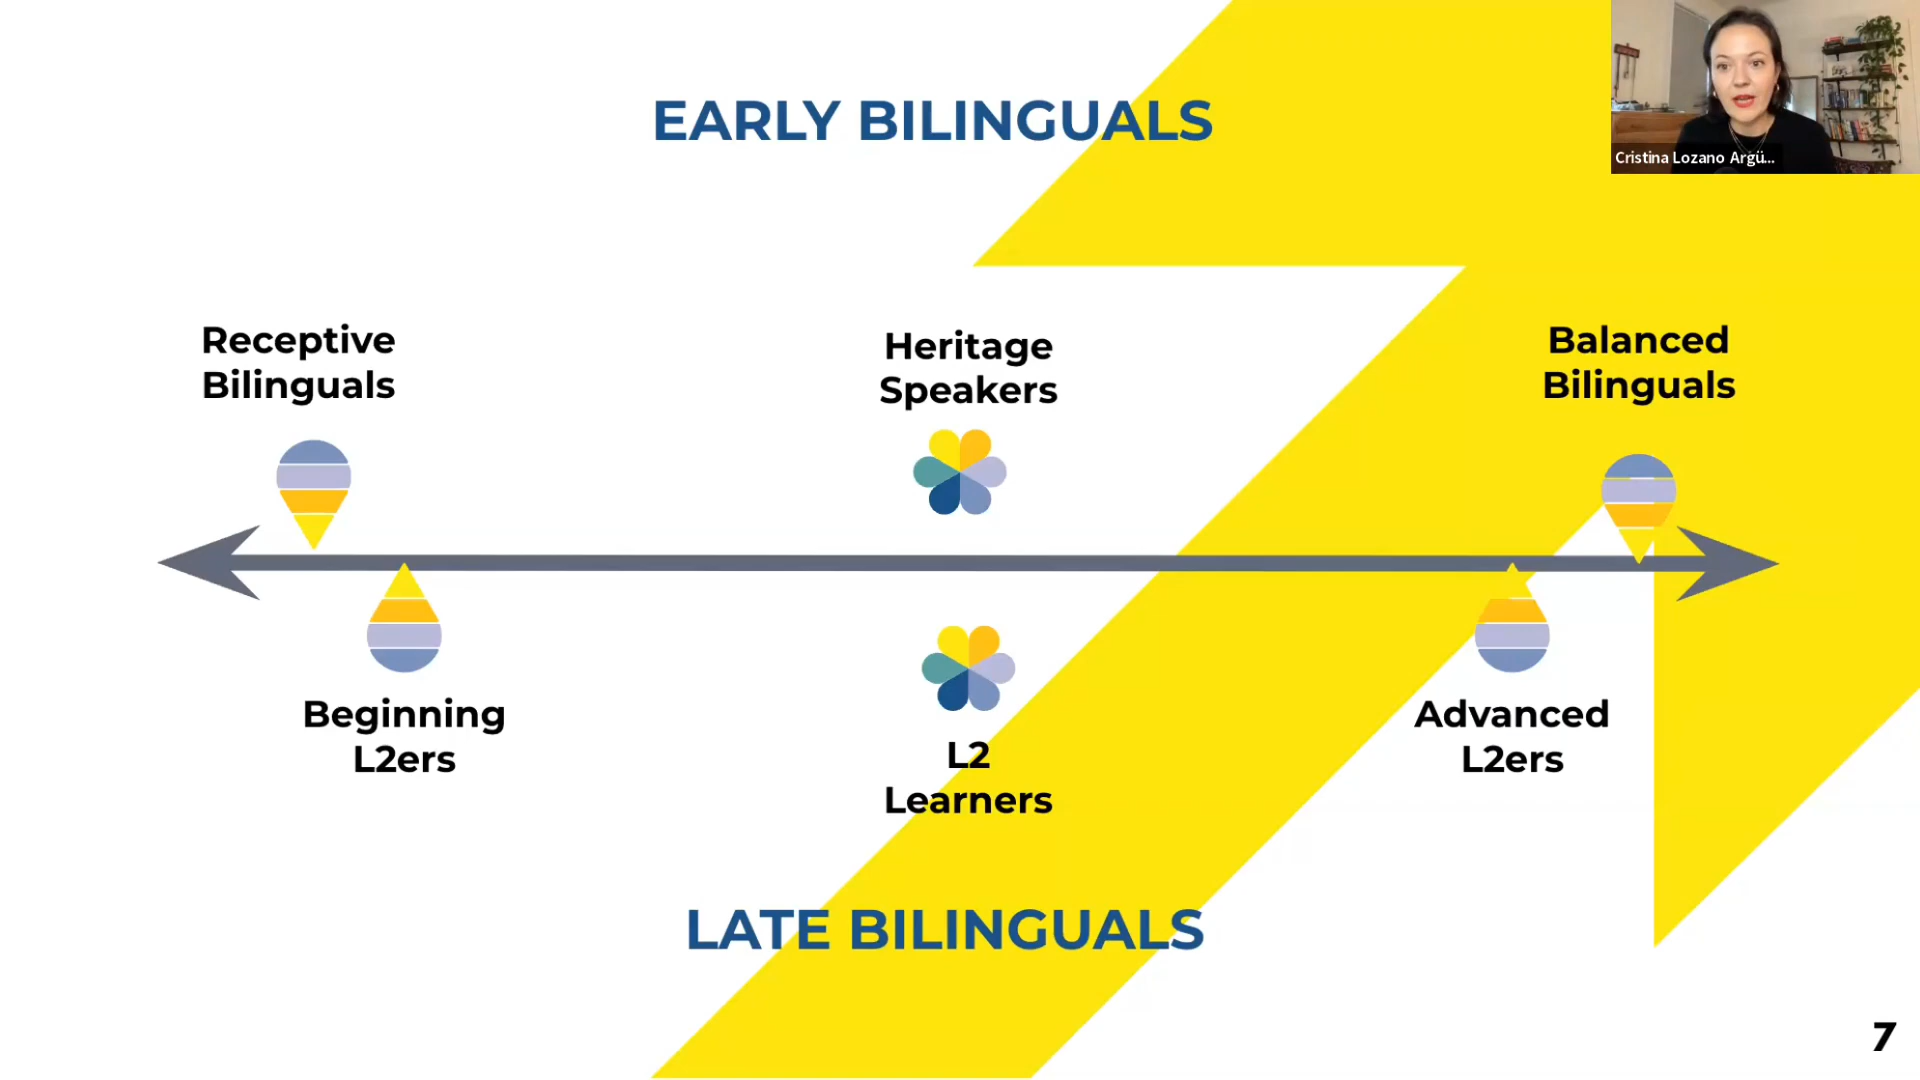 EARLY BILINGUALS
Cristina Lozano Argü...
Receptive
Bilinguals
Heritage
Speakers
Balanced
Bilinguals
Beginning
L2ers
L2
Learners
Advanced
L2ers
LATE BILINGUALS
7